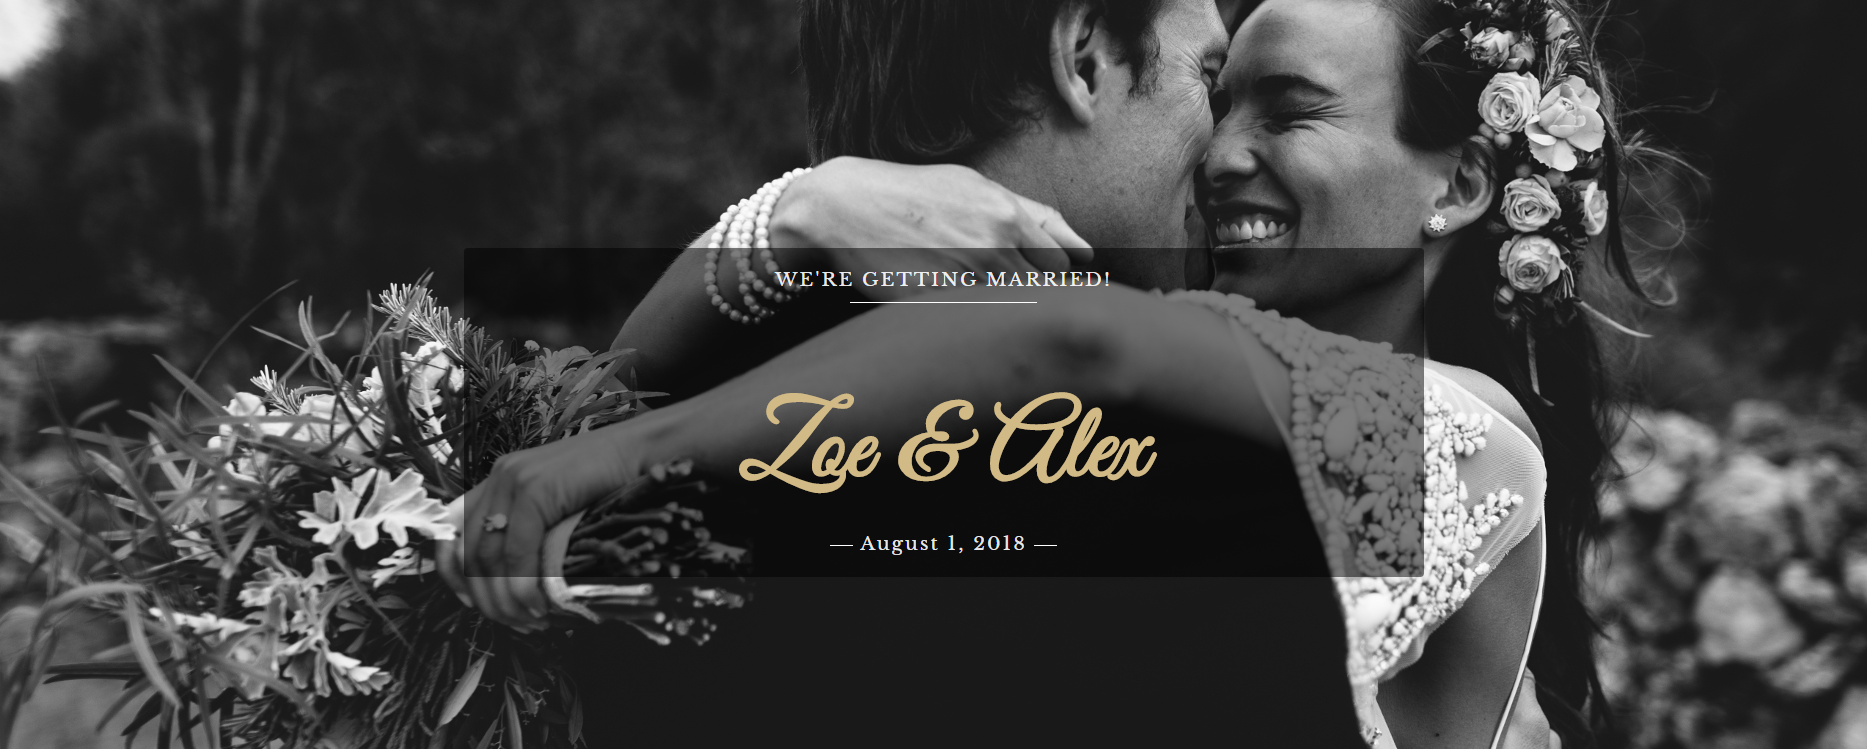 WE'RE GETTING MARRIED!
Zoe & Alex
— August 1, 2018 —